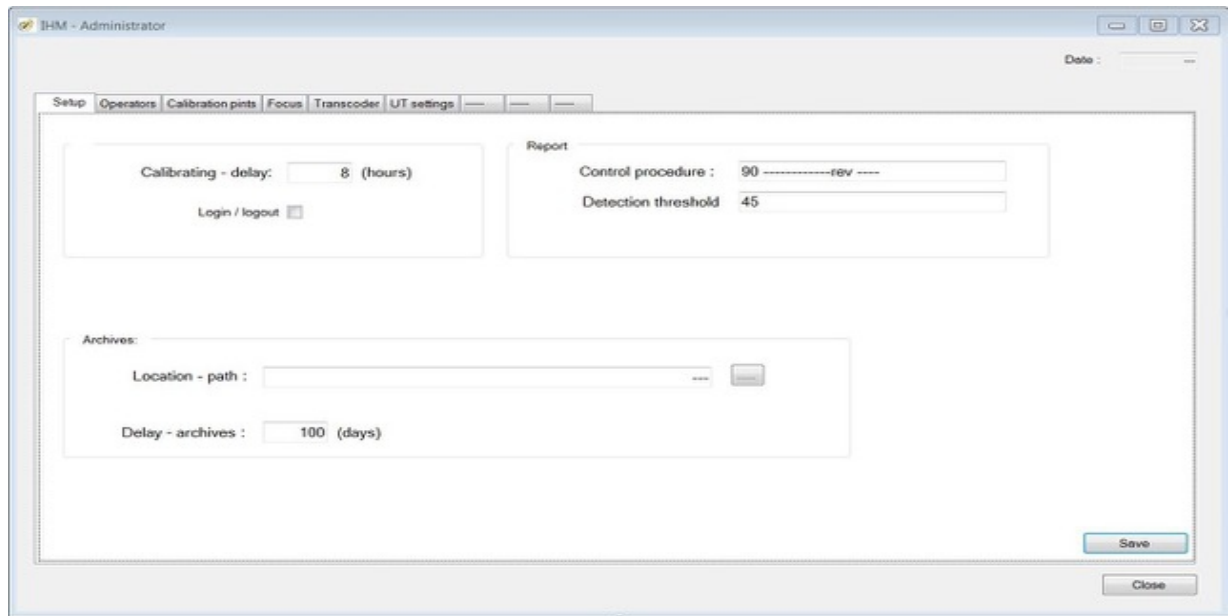 IHM - Administrator
Date : ---
Setup Operators Calibration pints Focus Transcoder UT settings ---- ---- ----
Report
Calibrating - delay: 8 (hours)
Control procedure : 90 -------------rev ----
Login / logout
Detection threshold 45
Archives:
Location - path : ---
Delay - archives : 100 (days)
Save
Close